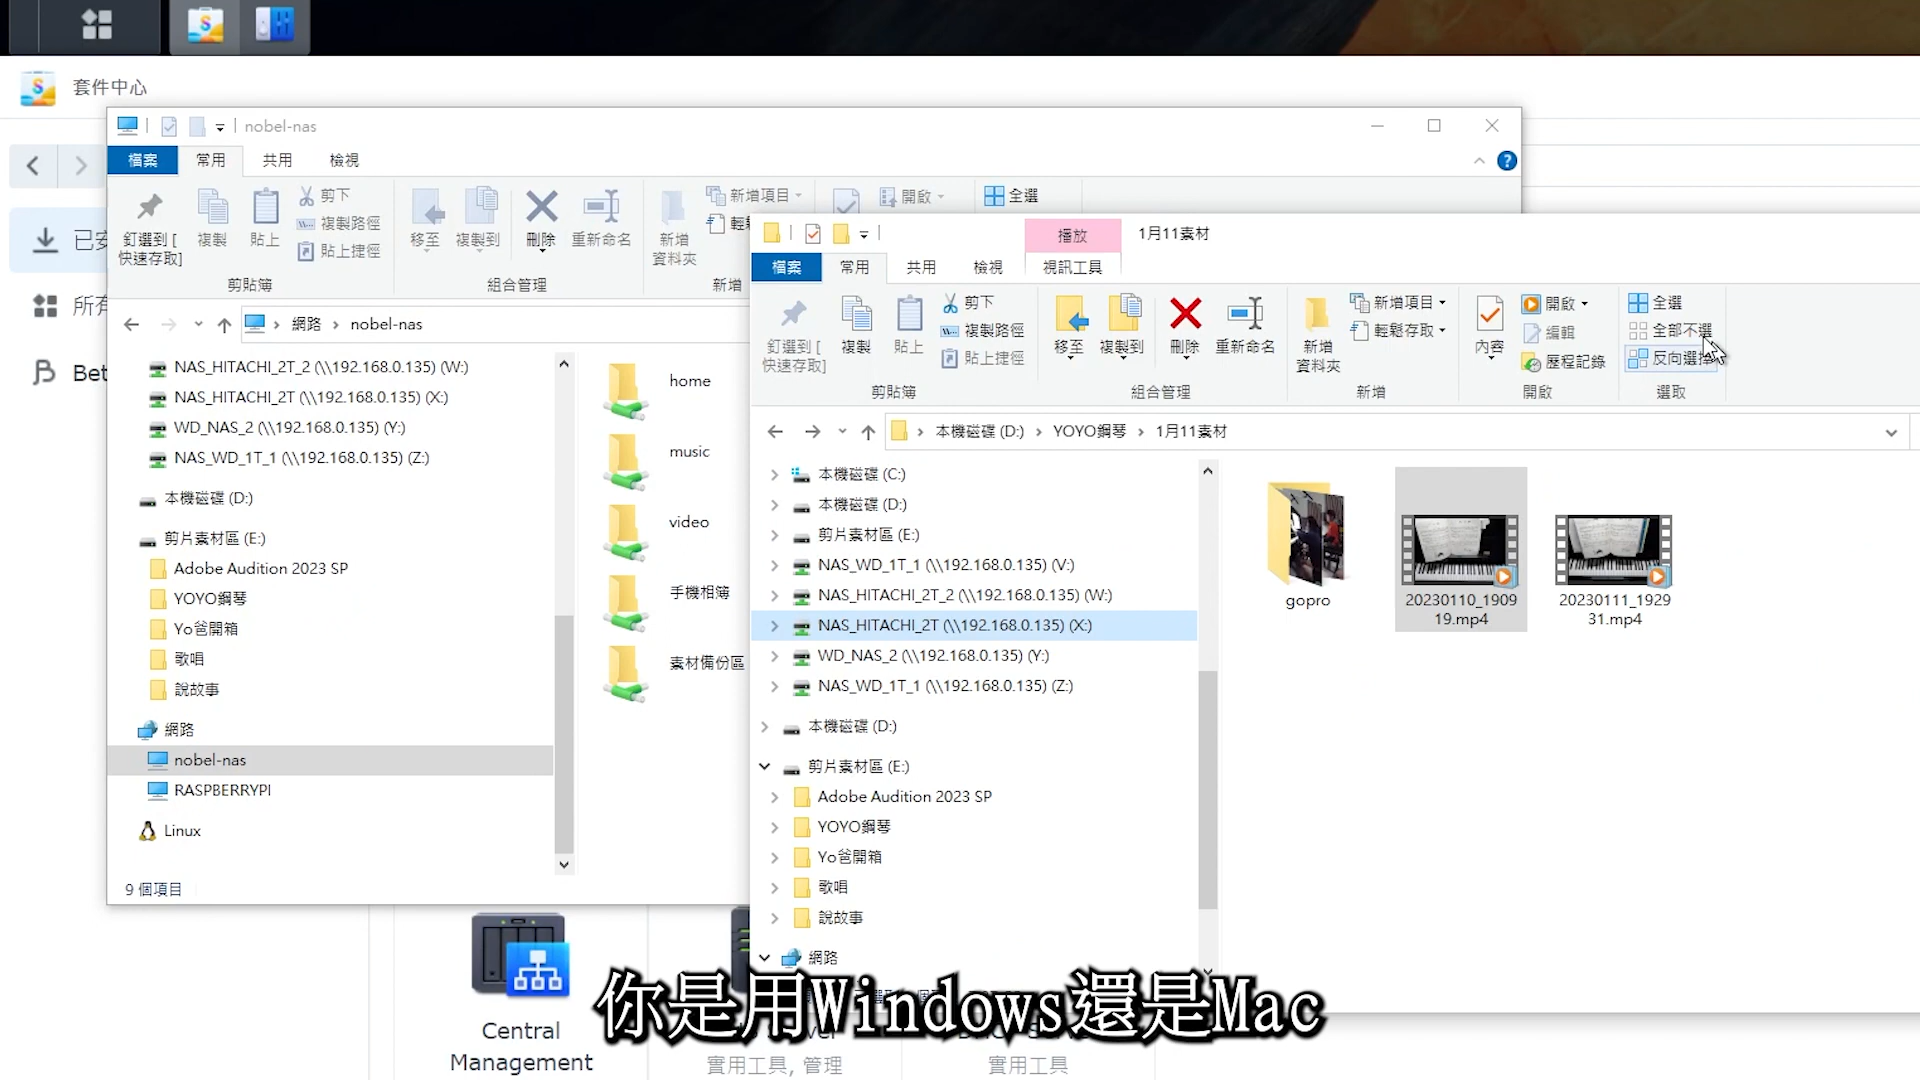 套件中心
nobel-nas
檔案
常用
共用
檢視
釘選到 [
快速存取]
複製
貼上
剪下
複製路徑
貼上捷徑
剪貼簿
移至
複製到
刪除
重新命名
組合管理
新增
資料夾
新增項目
新增
開啟
全選
網路
nobel-nas
NAS_HITACHI_2T_2 (\\192.168.0.135) (W:)
NAS_HITACHI_2T (\\192.168.0.135) (X:)
WD_NAS_2 (\\192.168.0.135) (Y:)
NAS_WD_1T_1 (\\192.168.0.135) (Z:)
本機磁碟 (D:)
剪片素材區 (E:)
Adobe Audition 2023 SP
YOYO鋼琴
Yo爸開箱
歌唱
說故事
網路
nobel-nas
RASPBERRYPI
Linux
9 個項目
home
music
video
手機相簿
素材備份區
播放
1月11素材
檔案
常用
共用
檢視
視訊工具
釘選到 [
快速存取]
複製
貼上
剪下
複製路徑
貼上捷徑
剪貼簿
移至
複製到
刪除
重新命名
組合管理
新增
資料夾
新增項目
輕鬆存取
新增
內容
開啟
編輯
歷程記錄
開啟
全選
全部不選
反向選擇
選取
本機磁碟 (D:)
YOYO鋼琴
1月11素材
本機磁碟 (C:)
本機磁碟 (D:)
剪片素材區 (E:)
NAS_WD_1T_1 (\\192.168.0.135) (V:)
NAS_HITACHI_2T_2 (\\192.168.0.135) (W:)
NAS_HITACHI_2T (\\192.168.0.135) (X:)
WD_NAS_2 (\\192.168.0.135) (Y:)
NAS_WD_1T_1 (\\192.168.0.135) (Z:)
本機磁碟 (D:)
剪片素材區 (E:)
Adobe Audition 2023 SP
YOYO鋼琴
Yo爸開箱
歌唱
說故事
網路
gopro
20230110_1909
19.mp4
20230111_1929
31.mp4
Central
Management
實用工具, 管理
實用工具
你是用Windows還是Mac